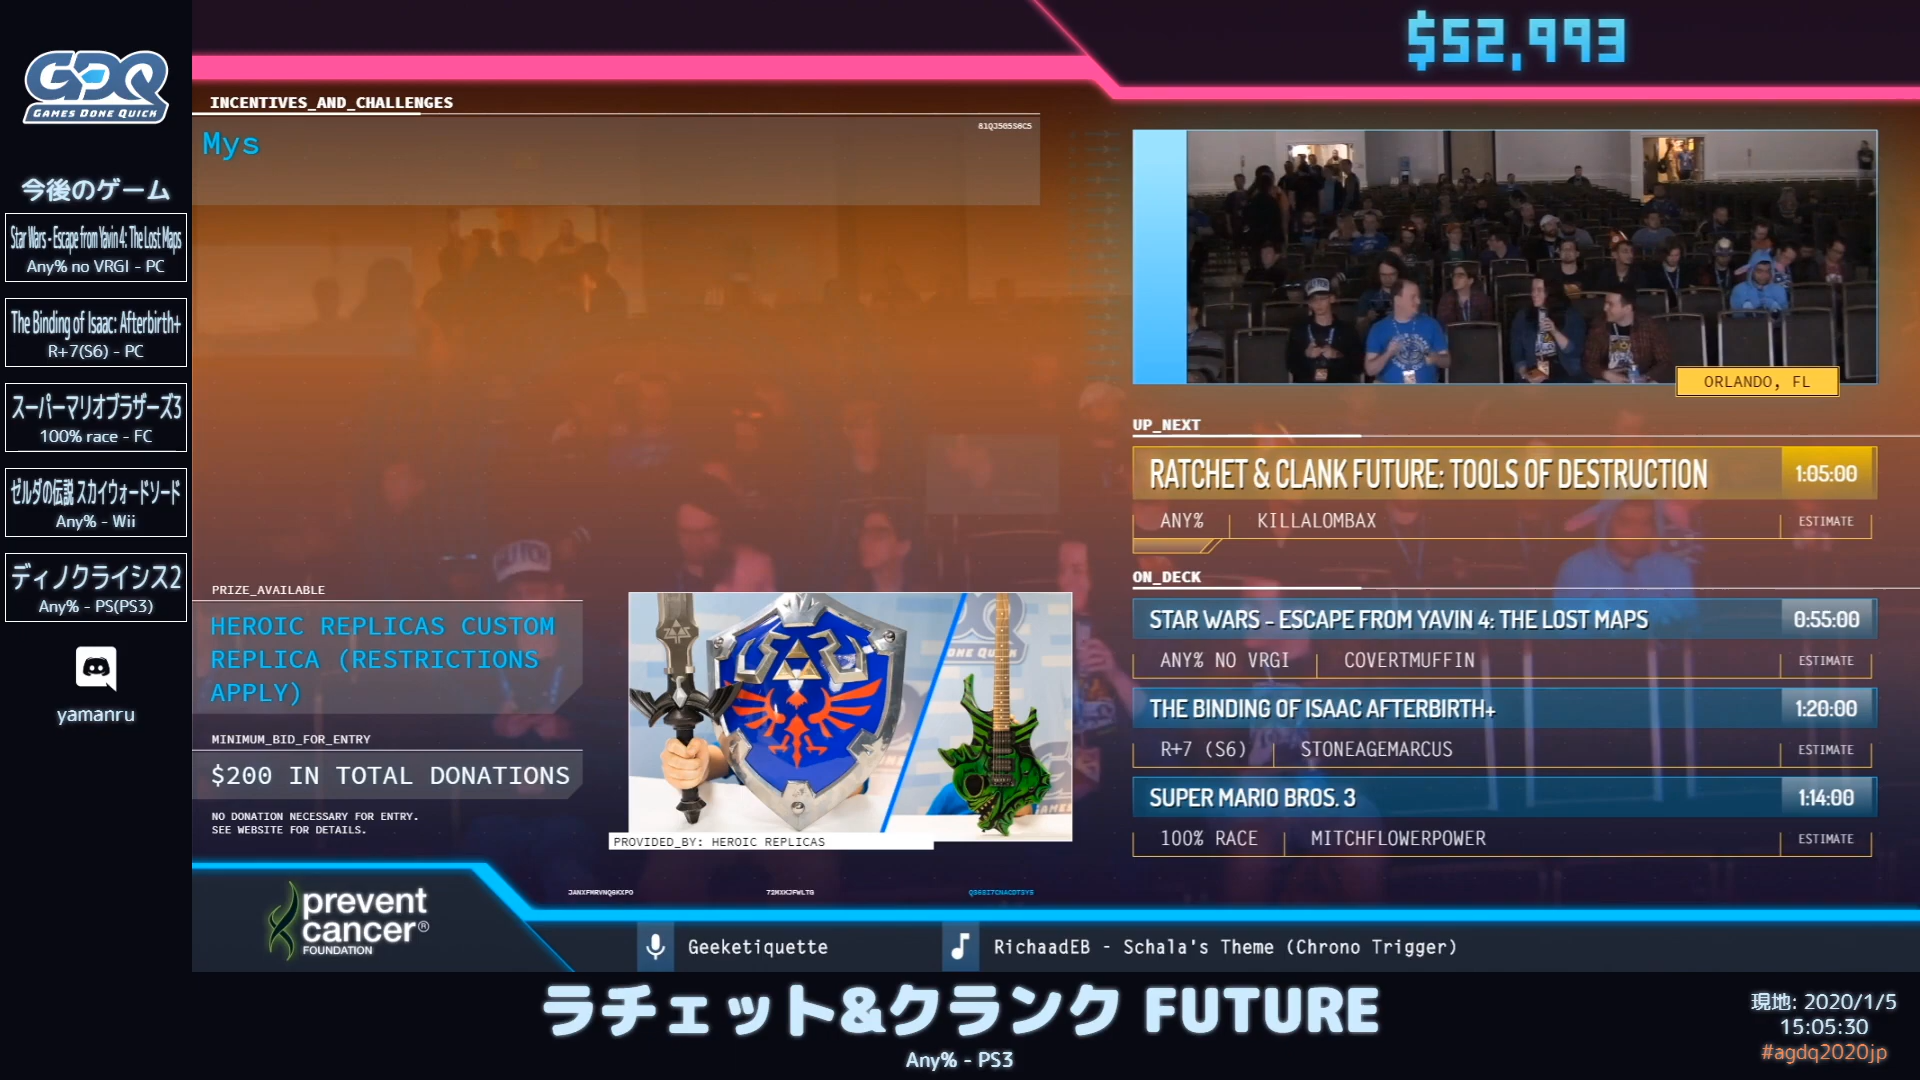 GDQ
GAMES DONE QUICK
今後のゲーム
Star Wars - Escape from Yavin 4: The Lost Maps
Any% no VRGI - PC
The Binding of Isaac: Afterbirth+
R+7(S6) - PC
スーパーマリオブラザーズ3
100% race - FC
ゼルダの伝説 スカイウォードソード
Any% - Wii
ディノクライシス2
Any% - PS(PS3)
yamanru
$52,993
INCENTIVES_AND_CHALLENGES
Mys
ORLANDO, FL
UP_NEXT
RATCHET & CLANK FUTURE: TOOLS OF DESTRUCTION
1:05:00
ANY%
KILLALOMBAX
ESTIMATE
ON_DECK
STAR WARS - ESCAPE FROM YAVIN 4: THE LOST MAPS
0:55:00
ANY% NO VRGI
COVERTMUFFIN
ESTIMATE
THE BINDING OF ISAAC AFTERBIRTH+
1:20:00
R+7 (S6)
STONEAGEMARCUS
ESTIMATE
SUPER MARIO BROS. 3
1:14:00
100% RACE
MITCHFLOWERPOWER
ESTIMATE
PRIZE_AVAILABLE
HEROIC REPLICAS CUSTOM
REPLICA (RESTRICTIONS
APPLY)
MINIMUM_BID_FOR_ENTRY
$200 IN TOTAL DONATIONS
NO DONATION NECESSARY FOR ENTRY.
SEE WEBSITE FOR DETAILS.
PROVIDED_BY: HEROIC REPLICAS
prevent
cancer®
FOUNDATION
Geeketiquette
RichaadEB - Schala's Theme (Chrono Trigger)
ラチェット&クランク FUTURE
Any% - PS3
現地: 2020/1/5
15:05:30
#agdq2020jp